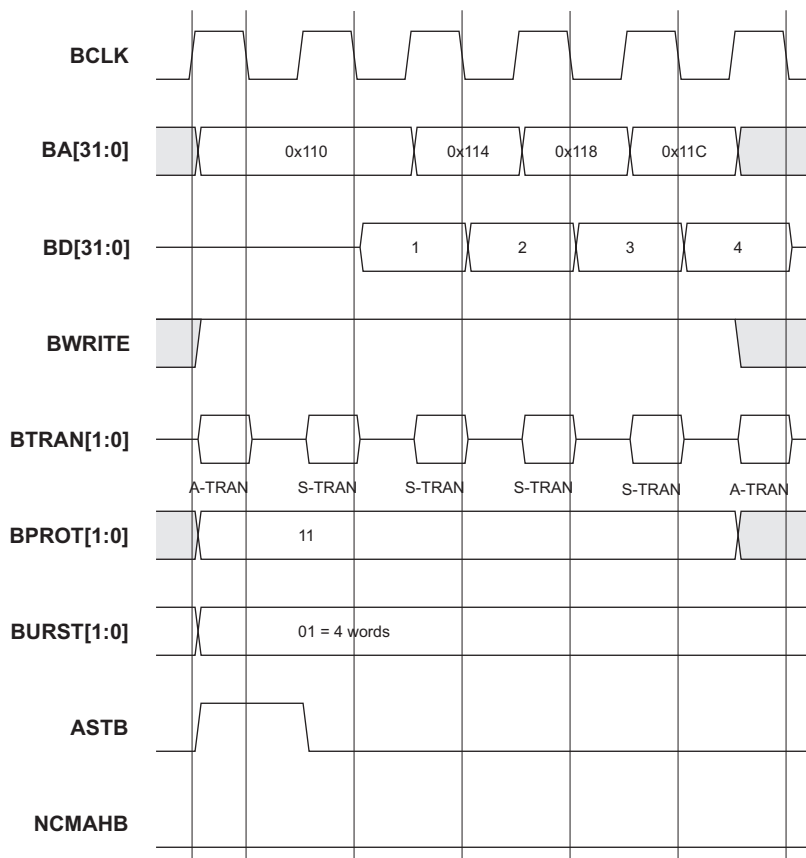 BCLK
BA[31:0] 0x110 0x114 0x118 0x11C
BD[31:0] 1 2 3 4
BWRITE
BTRAN[1:0]
A-TRAN S-TRAN S-TRAN S-TRAN S-TRAN A-TRAN
BPROT[1:0] 11
BURST[1:0] 01 = 4 words
ASTB
NCMAHB